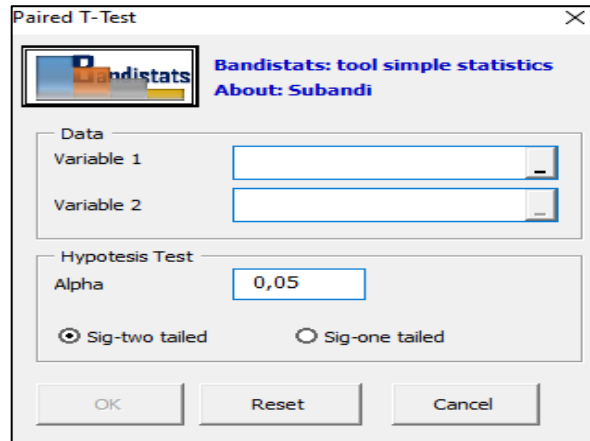 Paired T-Test
Bandistats
Bandistats: tool simple statistics
About: Subandi
Data
Variable 1
Variable 2
Hypotesis Test
Alpha 0,05
Sig-two tailed Sig-one tailed
OK Reset Cancel